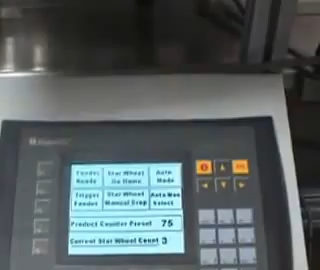 Feeder Ready
Star Wheel Go Home
Auto Mode
Trigger Feeder
Star Wheel Manual Step
Auto Man Select
Product Counter Preset 75
Current Star Wheel Count 3